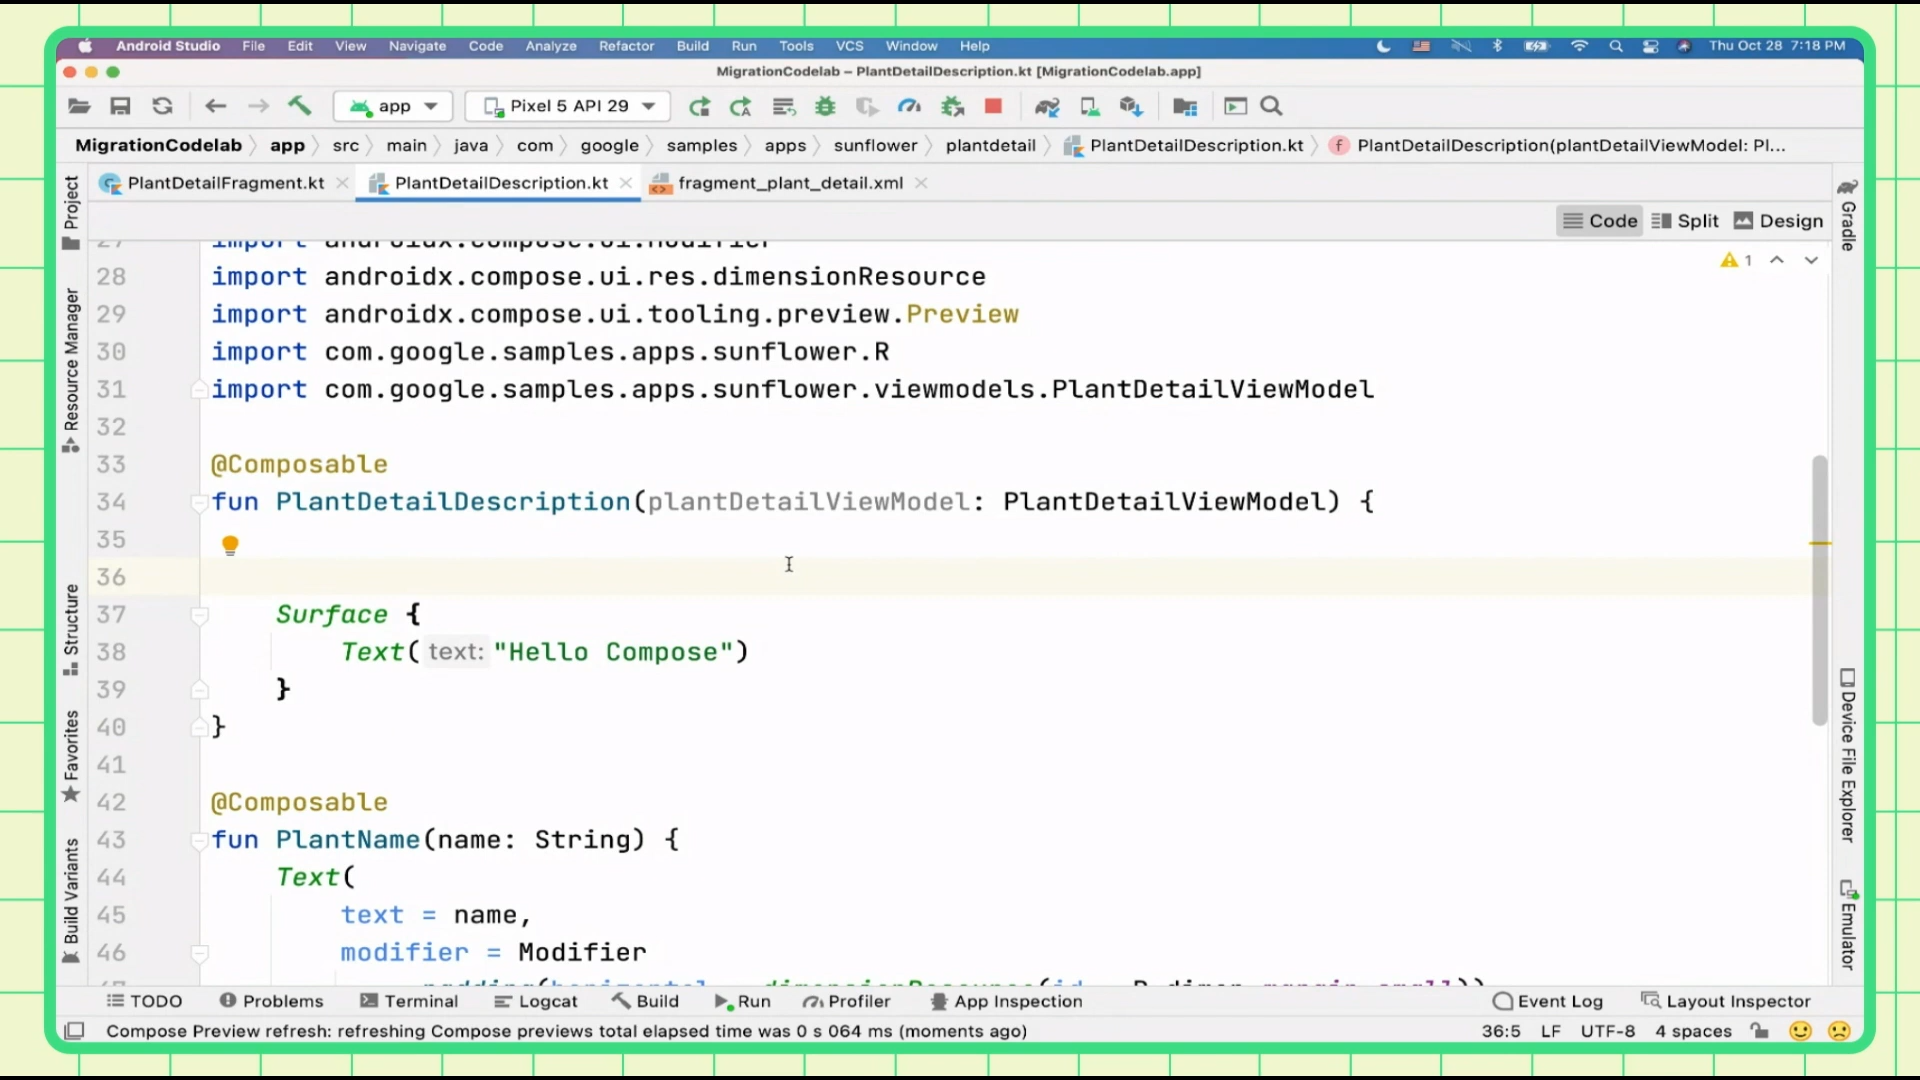 Android Studio File Edit View Navigate Code Analyze Refactor Build Run Tools VCS Window Help Thu Oct 28 7:18 PM
MigrationCodelab – PlantDetailDescription.kt [MigrationCodelab.app]
app Pixel 5 API 29
MigrationCodelab app src main java com google samples apps sunflower plantdetail PlantDetailDescription.kt f PlantDetailDescription(plantDetailViewModel: Pl...
PlantDetailFragment.kt PlantDetailDescription.kt fragment_plant_detail.xml
Code Split Design
27 import androidx.compose.ui.Modifier
1
28 import androidx.compose.ui.res.dimensionResource
29 import androidx.compose.ui.tooling.preview.Preview
30 import com.google.samples.apps.sunflower.R
31 import com.google.samples.apps.sunflower.viewmodels.PlantDetailViewModel
32
33 @Composable
34 fun PlantDetailDescription(plantDetailViewModel: PlantDetailViewModel) {
35
36
37 Surface {
38 Text( text: "Hello Compose")
39 }
40 }
41
42 @Composable
43 fun PlantName(name: String) {
44 Text(
45 text = name,
46 modifier = Modifier
Project
Resource Manager
Structure
Favorites
Build Variants
Gradle
Device File Explorer
Emulator
TODO Problems Terminal Logcat Build Run Profiler App Inspection Event Log Layout Inspector
Compose Preview refresh: refreshing Compose previews total elapsed time was 0 s 064 ms (moments ago) 36:5 LF UTF-8 4 spaces